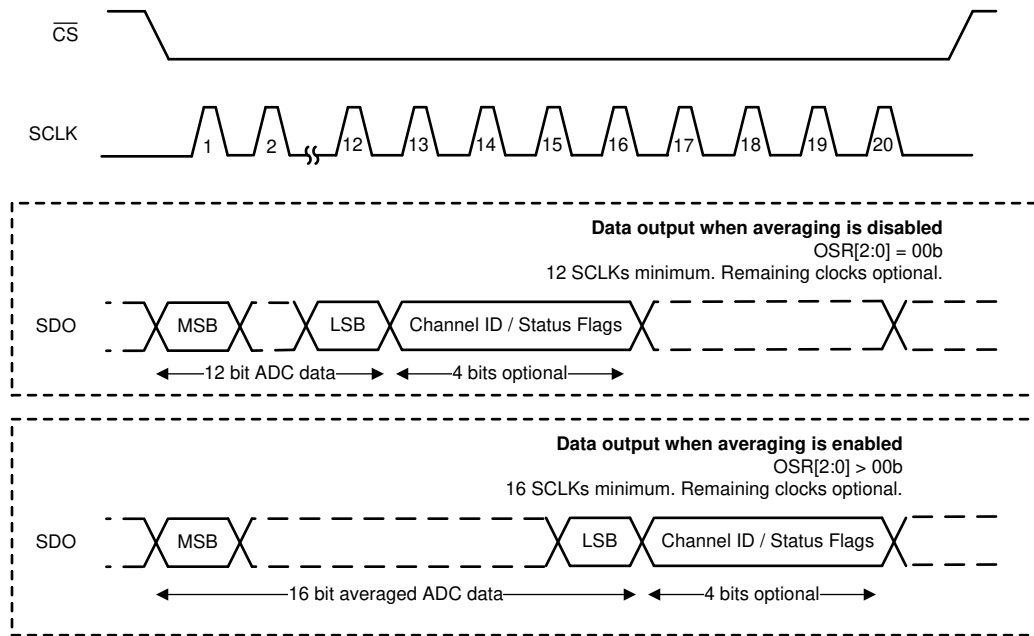 CS
SCLK
1 2 12 13 14 15 16 17 18 19 20
Data output when averaging is disabled
OSR[2:0] = 00b
12 SCLKs minimum. Remaining clocks optional.
SDO MSB LSB Channel ID / Status Flags
12 bit ADC data 4 bits optional
Data output when averaging is enabled
OSR[2:0] > 00b
16 SCLKs minimum. Remaining clocks optional.
SDO MSB LSB Channel ID / Status Flags
16 bit averaged ADC data 4 bits optional